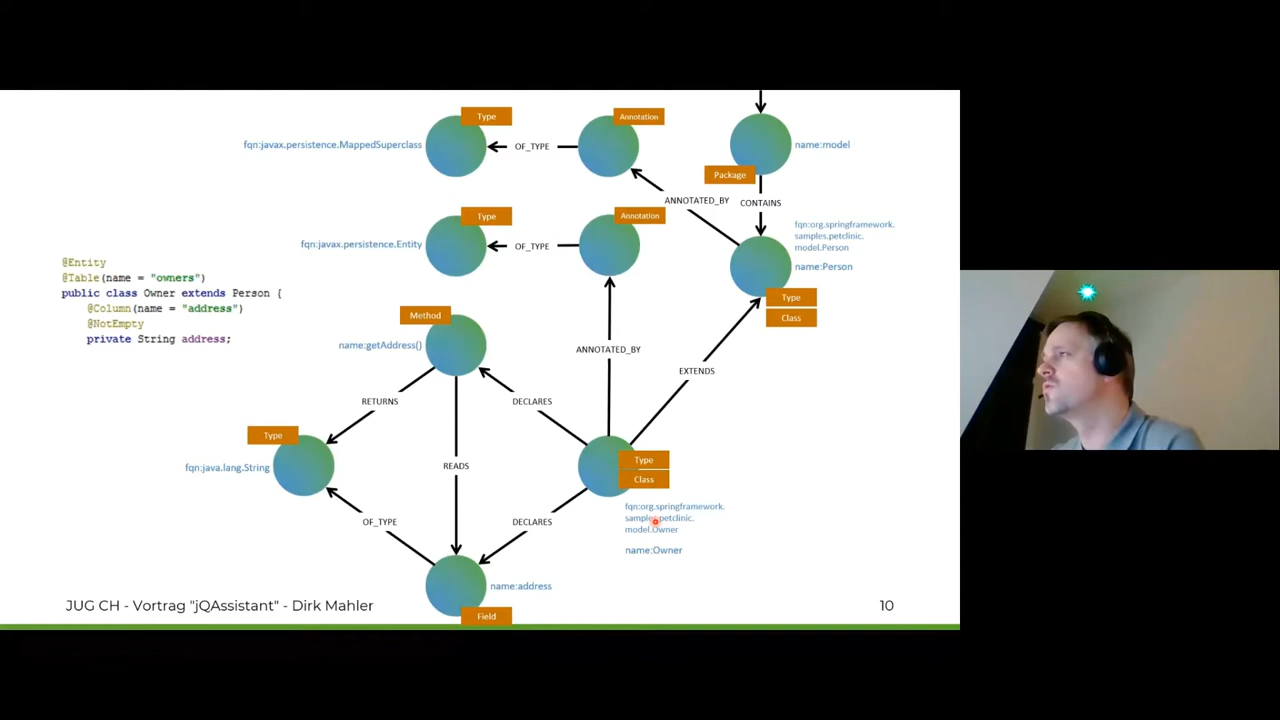 Type
Annotation
fqn:javax.persistence.MappedSuperclass
OF_TYPE
name:model
Package
ANNOTATED_BY
CONTAINS
Type
Annotation
fqn:org.springframework.
samples.petclinic.
model.Person
fqn:javax.persistence.Entity
OF_TYPE
name:Person
@Entity
@Table(name = "owners")
public class Owner extends Person {
@Column(name = "address")
@NotEmpty
private String address;
Type
Class
Method
name:getAddress()
ANNOTATED_BY
EXTENDS
RETURNS
DECLARES
Type
fqn:java.lang.String
READS
Type
Class
fqn:org.springframework.
samples.petclinic.
model.Owner
name:Owner
OF_TYPE
DECLARES
name:address
Field
JUG CH - Vortrag "jQAssistant" - Dirk Mahler
10